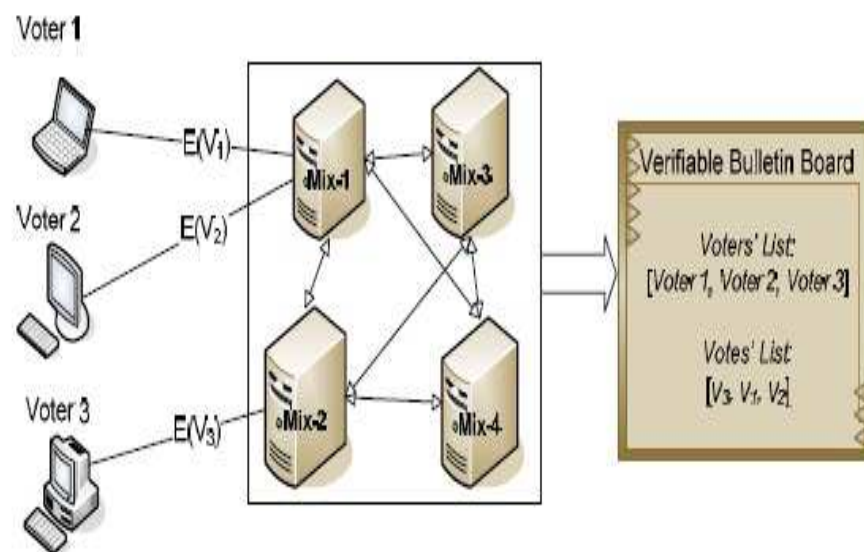 Voter 1
E(V₁)
Voter 2
E(V₂)
Voter 3
E(V₃)
Mix-1
Mix-3
Mix-2
Mix-4
Verifiable Bulletin Board
Voters' List:
[Voter 1, Voter 2, Voter 3]
Votes' List:
[V₃, V₁, V₂]